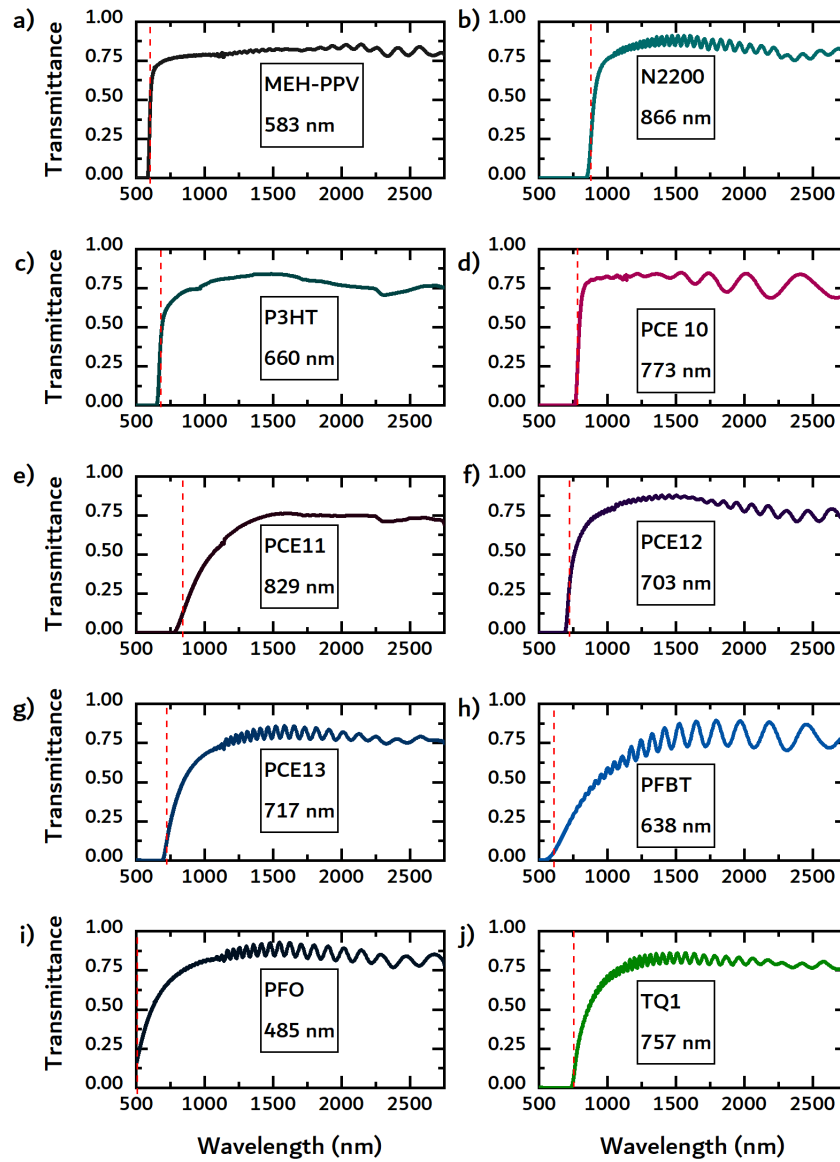 a)
Transmittance
1.00
0.75
0.50
0.25
0.00
MEH-PPV
583 nm
500 1000 1500 2000 2500
b)
1.00
0.75
0.50
0.25
0.00
N2200
866 nm
500 1000 1500 2000 2500
c)
Transmittance
1.00
0.75
0.50
0.25
0.00
P3HT
660 nm
500 1000 1500 2000 2500
d)
1.00
0.75
0.50
0.25
0.00
PCE 10
773 nm
500 1000 1500 2000 2500
e)
Transmittance
1.00
0.75
0.50
0.25
0.00
PCE11
829 nm
500 1000 1500 2000 2500
f)
1.00
0.75
0.50
0.25
0.00
PCE12
703 nm
500 1000 1500 2000 2500
g)
Transmittance
1.00
0.75
0.50
0.25
0.00
PCE13
717 nm
500 1000 1500 2000 2500
h)
1.00
0.75
0.50
0.25
0.00
PFBT
638 nm
500 1000 1500 2000 2500
i)
Transmittance
1.00
0.75
0.50
0.25
0.00
PFO
485 nm
500 1000 1500 2000 2500
Wavelength (nm)
j)
1.00
0.75
0.50
0.25
0.00
TQ1
757 nm
500 1000 1500 2000 2500
Wavelength (nm)